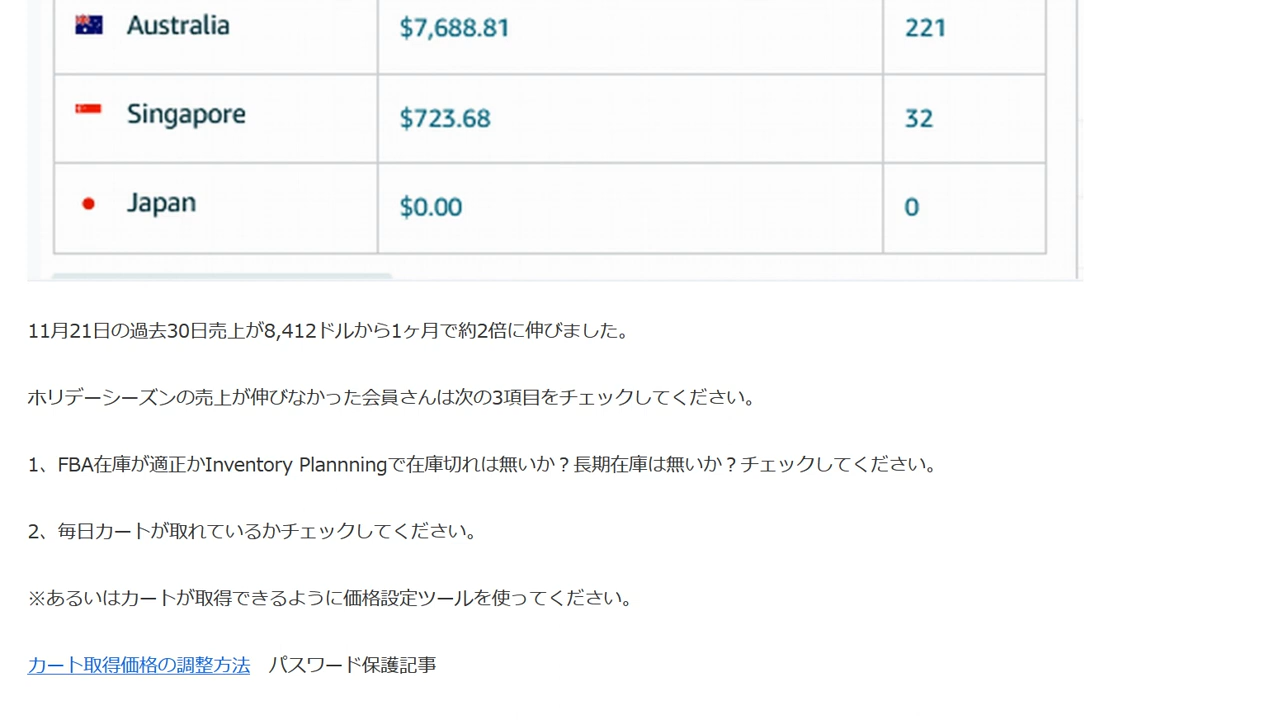 Australia $7,688.81 221
Singapore $723.68 32
Japan $0.00 0
11月21日の過去30日売上が8,412ドルから1ヶ月で約2倍に伸びました。
ホリデーシーズンの売上が伸びなかった会員さんは次の3項目をチェックしてください。
1、FBA在庫が適正かInventory Plannningで在庫切れは無いか？長期在庫は無いか？チェックしてください。
2、毎日カートが取れているかチェックしてください。
※あるいはカートが取得できるように価格設定ツールを使ってください。
カート取得価格の調整方法　パスワード保護記事